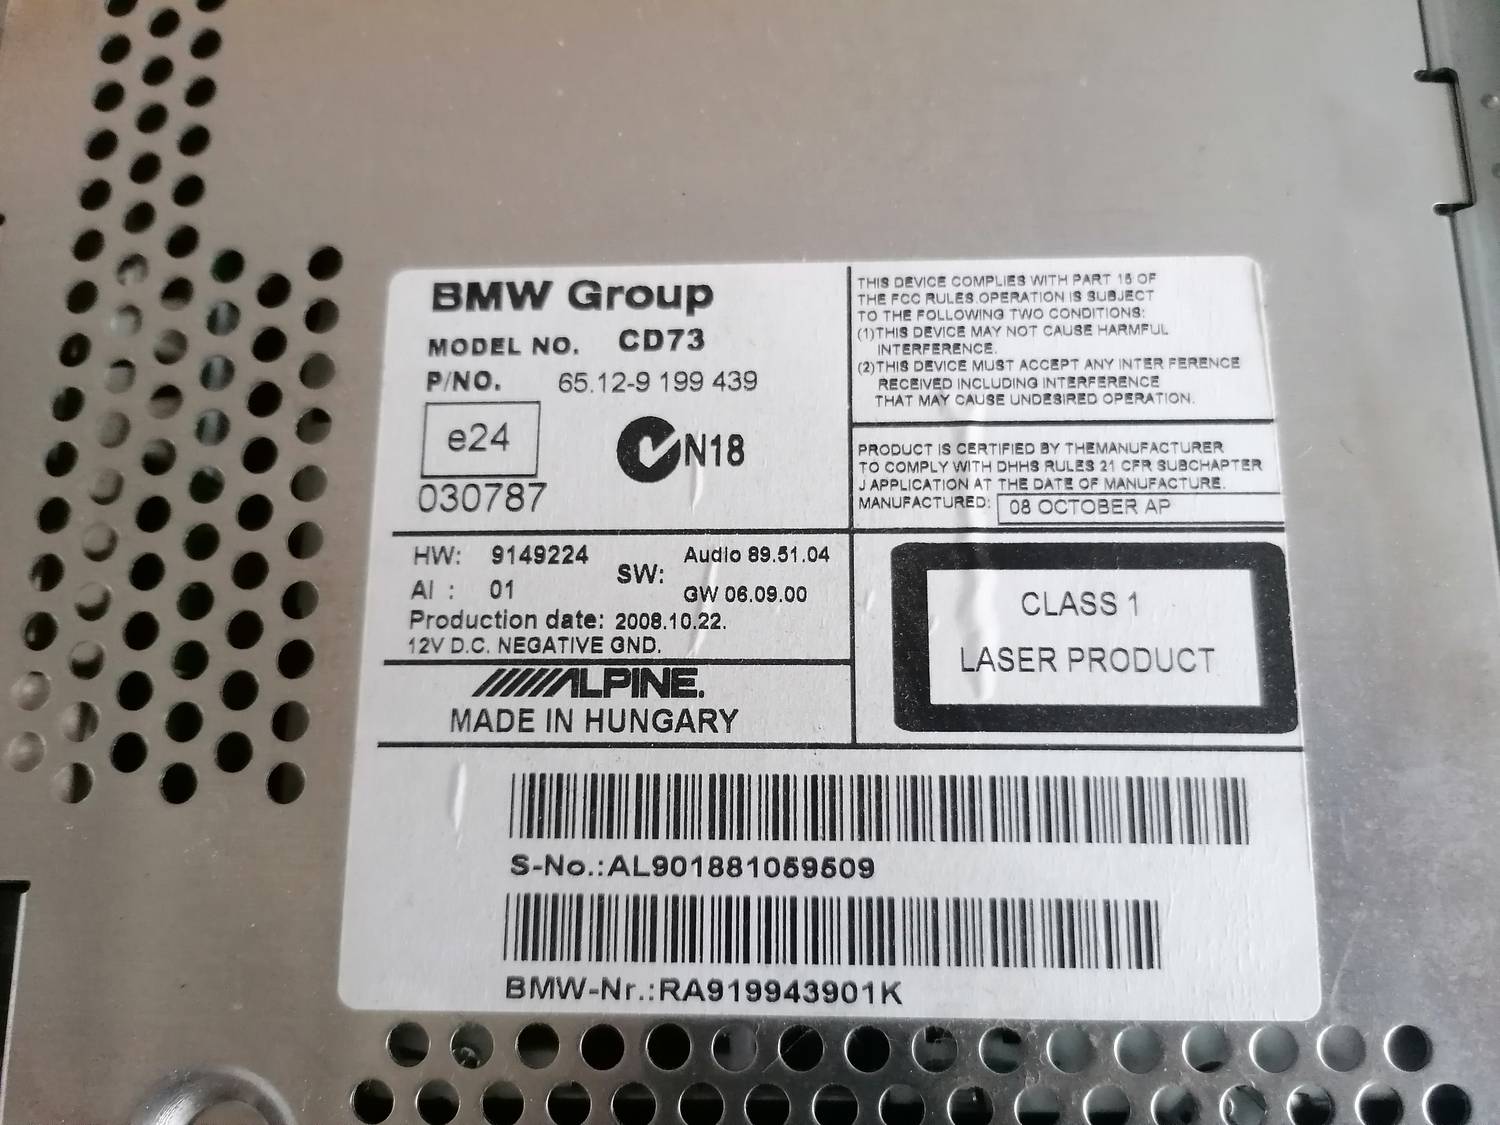 BMW Group
MODEL NO. CD73
P/NO. 65.12-9 199 439
e24
030787
N18
THIS DEVICE COMPLIES WITH PART 15 OF
THE FCC RULES.OPERATION IS SUBJECT
TO THE FOLLOWING TWO CONDITIONS:
(1)THIS DEVICE MAY NOT CAUSE HARMFUL
INTERFERENCE.
(2)THIS DEVICE MUST ACCEPT ANY INTER FERENCE
RECEIVED INCLUDING INTERFERENCE
THAT MAY CAUSE UNDESIRED OPERATION.
PRODUCT IS CERTIFIED BY THEMANUFACTURER
TO COMPLY WITH DHHS RULES 21 CFR SUBCHAPTER
J APPLICATION AT THE DATE OF MANUFACTURE.
MANUFACTURED: 08 OCTOBER AP
HW: 9149224
AI : 01
SW: Audio 89.51.04
GW 06.09.00
Production date: 2008.10.22.
12V D.C. NEGATIVE GND.
ALPINE.
MADE IN HUNGARY
CLASS 1
LASER PRODUCT
S-No.:AL901881059509
BMW-Nr.:RA919943901K